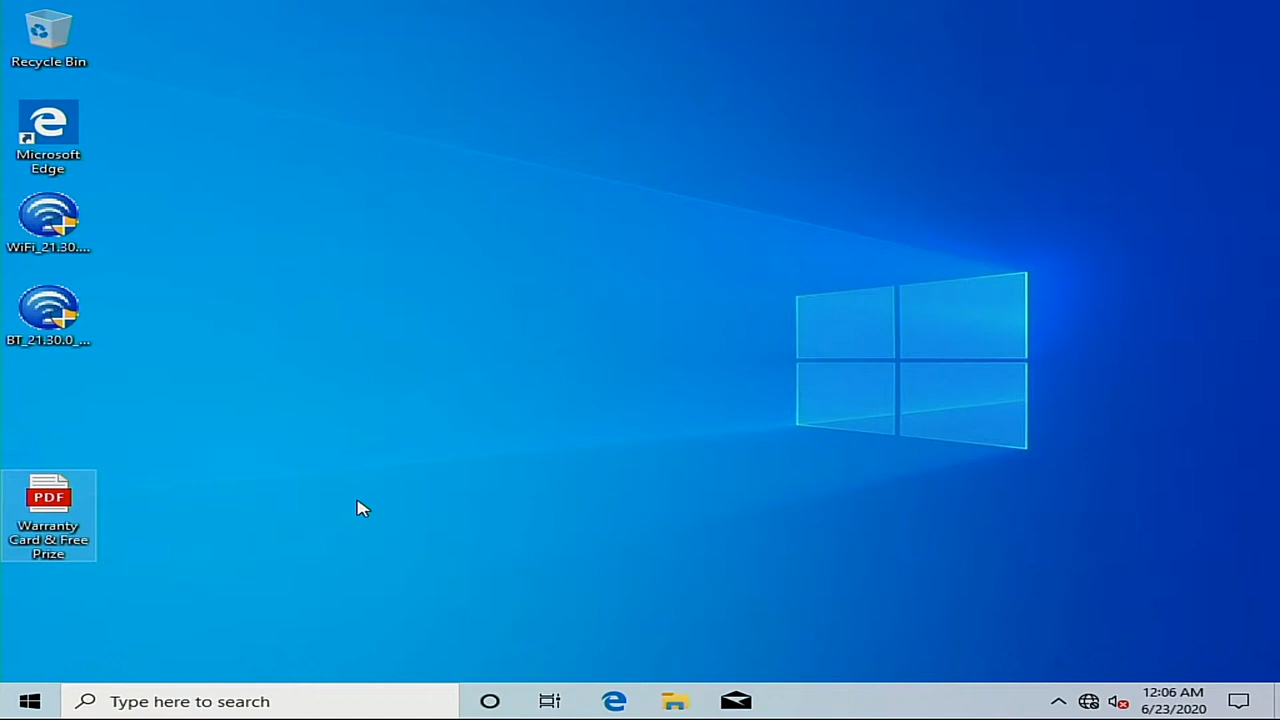 Recycle Bin
Microsoft
Edge
WiFi_21.30....
BT_21.30.0_...
PDF
Warranty
Card & Free
Prize
Type here to search
12:06 AM
6/23/2020